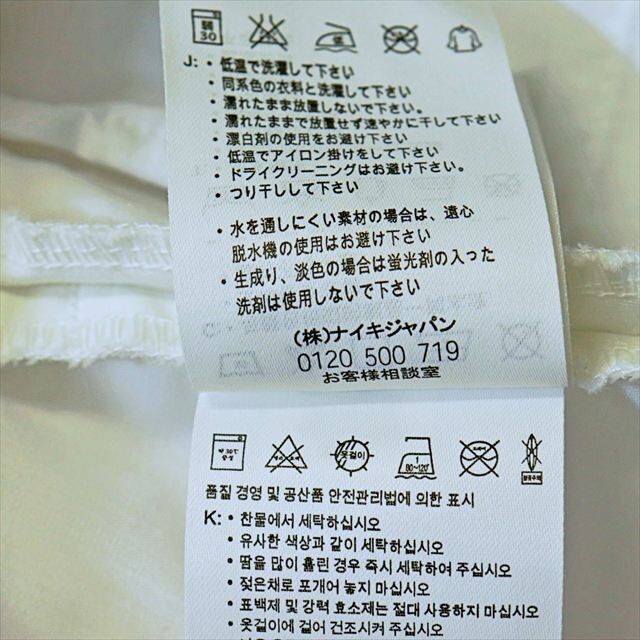 弱
30
J: • 低温で洗濯して下さい
• 同系色の衣料と洗濯して下さい
• 濡れたまま放置しないで下さい。
• 濡れたままで放置せず速やかに干して下さい
• 漂白剤の使用をお避け下さい
• 低温でアイロン掛けをして下さい
• ドライクリーニングはお避け下さい。
• つり干しして下さい
• 水を通しにくい素材の場合は、遠心
脱水機の使用はお避け下さい
• 生成り、淡色の場合は蛍光剤の入った
洗剤は使用しないで下さい
(株)ナイキジャパン
0120 500 719
お客様相談室
약 30℃
중성
옷걸이
1
80~120℃
품질 경영 및 공산품 안전관리법에 의한 표시
K: • 찬물에서 세탁하십시오
• 유사한 색상과 같이 세탁하십시오
• 땀을 많이 흘린 경우 즉시 세탁하여 주십시오
• 젖은채로 포개어 놓지 마십시오
• 표백제 및 강력 효소제는 절대 사용하지 마십시오
• 옷걸이에 걸어 건조시켜 주십시오